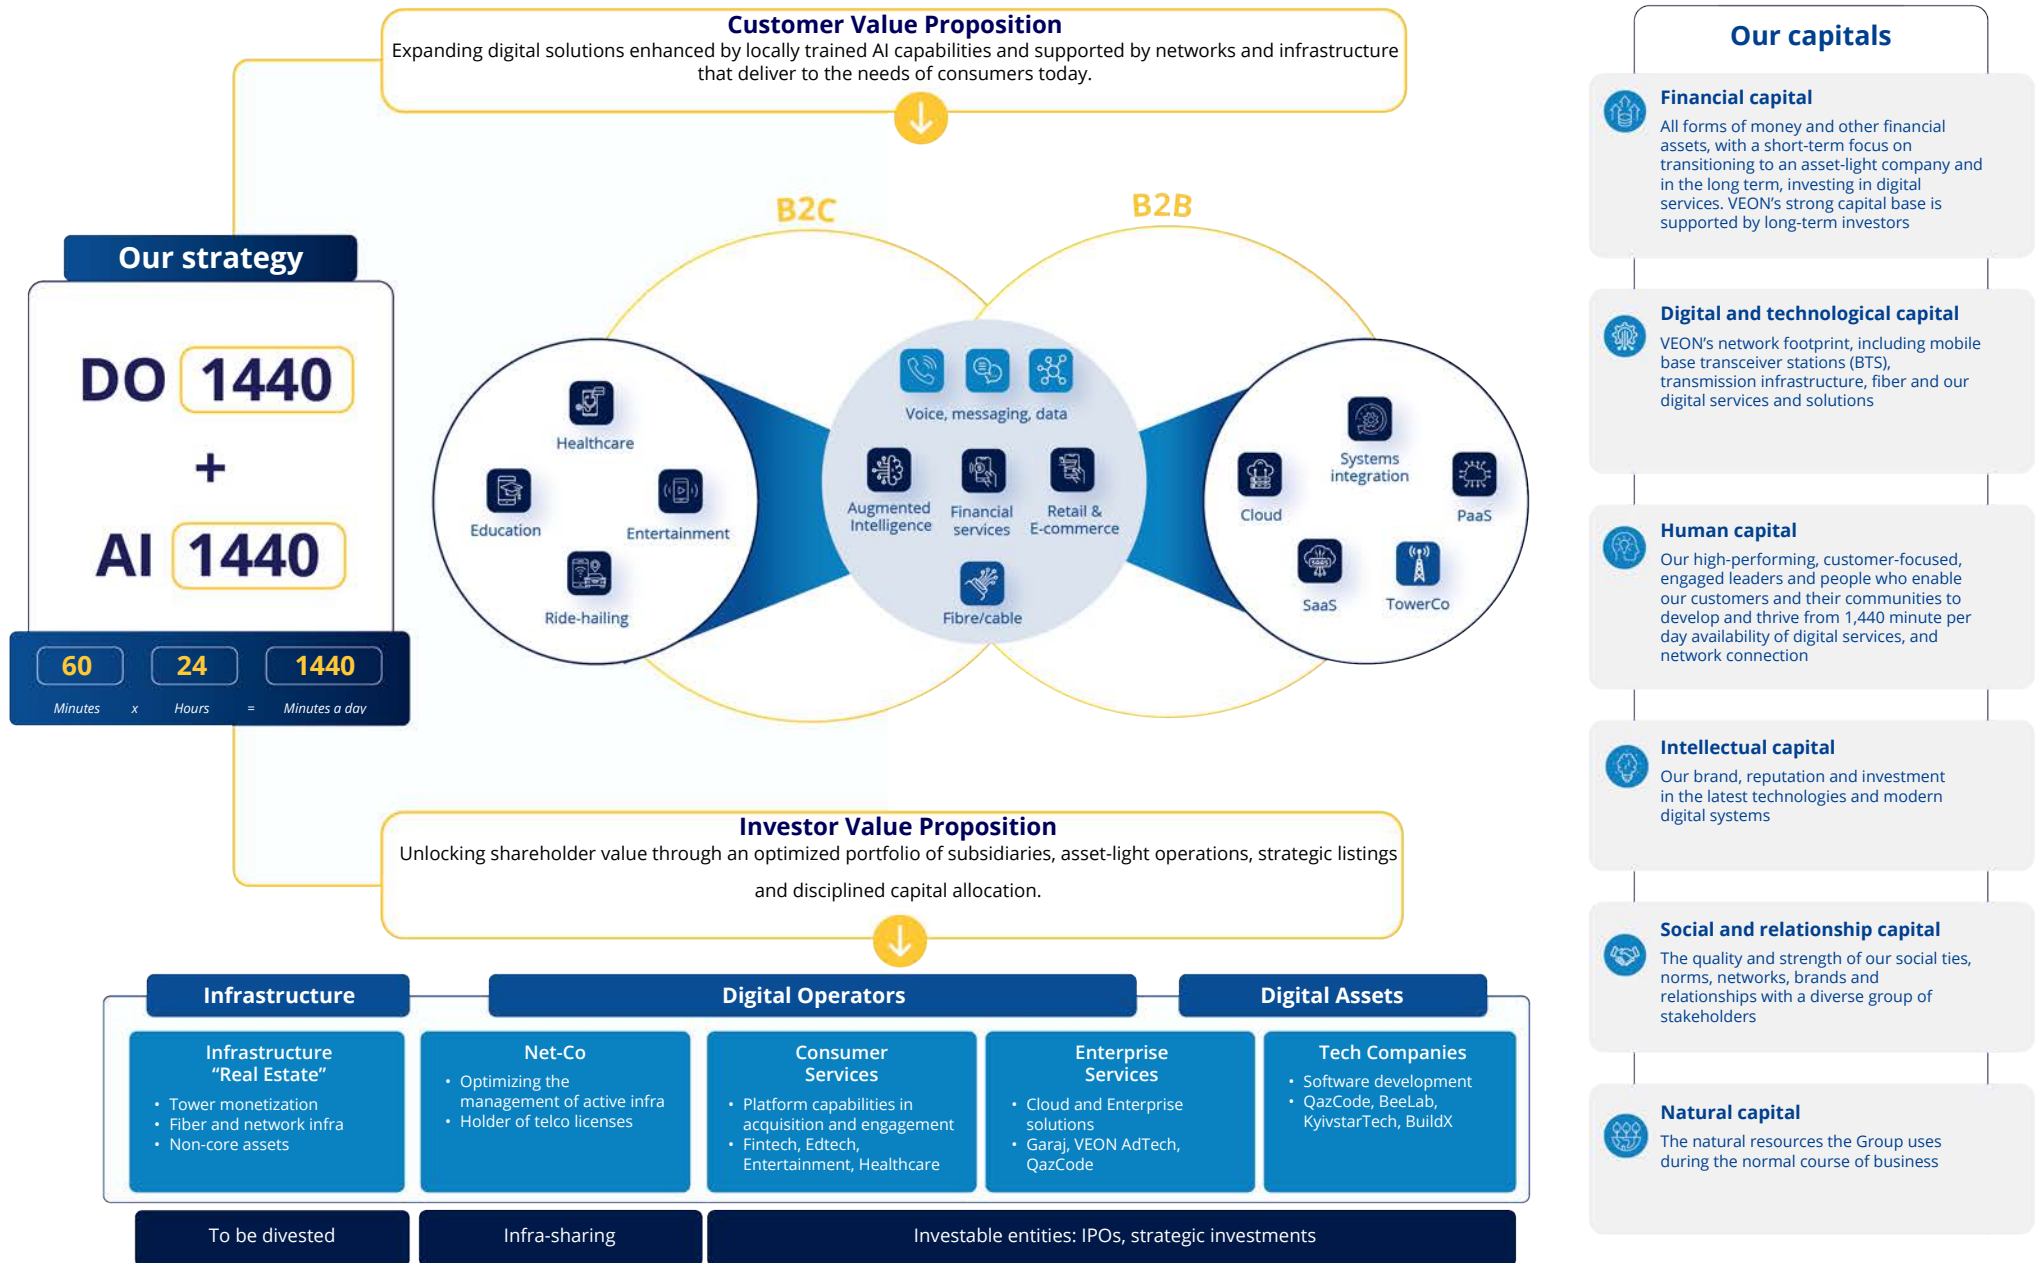 Customer Value Proposition
Expanding digital solutions enhanced by locally trained AI capabilities and supported by networks and infrastructure
that deliver to the needs of consumers today.
Our strategy
DO 1440
+
AI 1440
60 24 1440
Minutes x Hours = Minutes a day
B2C
B2B
Healthcare
Education
Entertainment
Ride-hailing
Voice, messaging, data
Augmented
Intelligence
Financial
services
Retail &
E-commerce
Fibre/cable
Systems
integration
Cloud
PaaS
SaaS
TowerCo
Investor Value Proposition
Unlocking shareholder value through an optimized portfolio of subsidiaries, asset-light operations, strategic listings
and disciplined capital allocation.
Infrastructure
Digital Operators
Digital Assets
Infrastructure
“Real Estate”
• Tower monetization
• Fiber and network infra
• Non-core assets
Net-Co
• Optimizing the
management of active infra
• Holder of telco licenses
Consumer
Services
• Platform capabilities in
acquisition and engagement
• Fintech, Edtech,
Entertainment, Healthcare
Enterprise
Services
• Cloud and Enterprise
solutions
• Garaj, VEON AdTech,
QazCode
Tech Companies
• Software development
• QazCode, BeeLab,
KyivstarTech, BuildX
To be divested
Infra-sharing
Investable entities: IPOs, strategic investments
Our capitals
Financial capital
All forms of money and other financial
assets, with a short-term focus on
transitioning to an asset-light company and
in the long term, investing in digital
services. VEON’s strong capital base is
supported by long-term investors
Digital and technological capital
VEON’s network footprint, including mobile
base transceiver stations (BTS),
transmission infrastructure, fiber and our
digital services and solutions
Human capital
Our high-performing, customer-focused,
engaged leaders and people who enable
our customers and their communities to
develop and thrive from 1,440 minute per
day availability of digital services, and
network connection
Intellectual capital
Our brand, reputation and investment
in the latest technologies and modern
digital systems
Social and relationship capital
The quality and strength of our social ties,
norms, networks, brands and
relationships with a diverse group of
stakeholders
Natural capital
The natural resources the Group uses
during the normal course of business